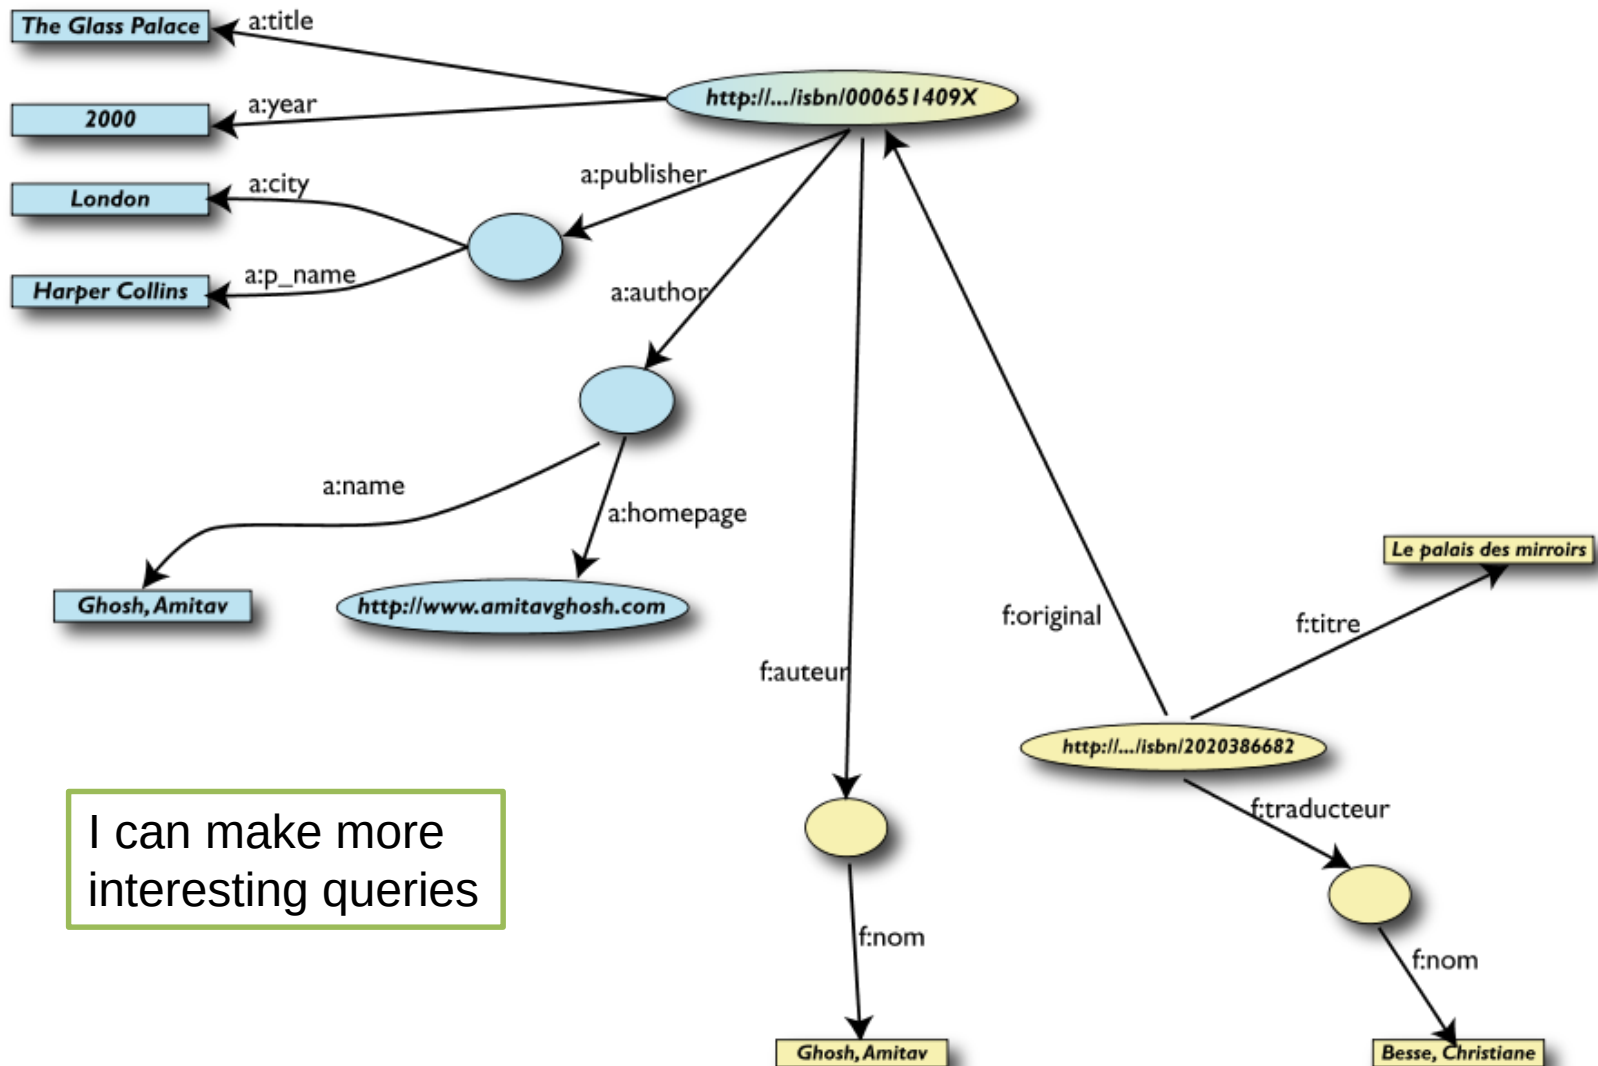 The Glass Palace
a:title
http://.../isbn/000651409X
a:year
2000
a:publisher
a:city
London
a:p_name
Harper Collins
a:author
a:name
a:homepage
Le palais des mirroirs
Ghosh, Amitav
http://www.amitavghosh.com
f:original
f:titre
f:auteur
http://.../isbn/2020386682
f:traducteur
I can make more
interesting queries
f:nom
f:nom
Ghosh, Amitav
Besse, Christiane